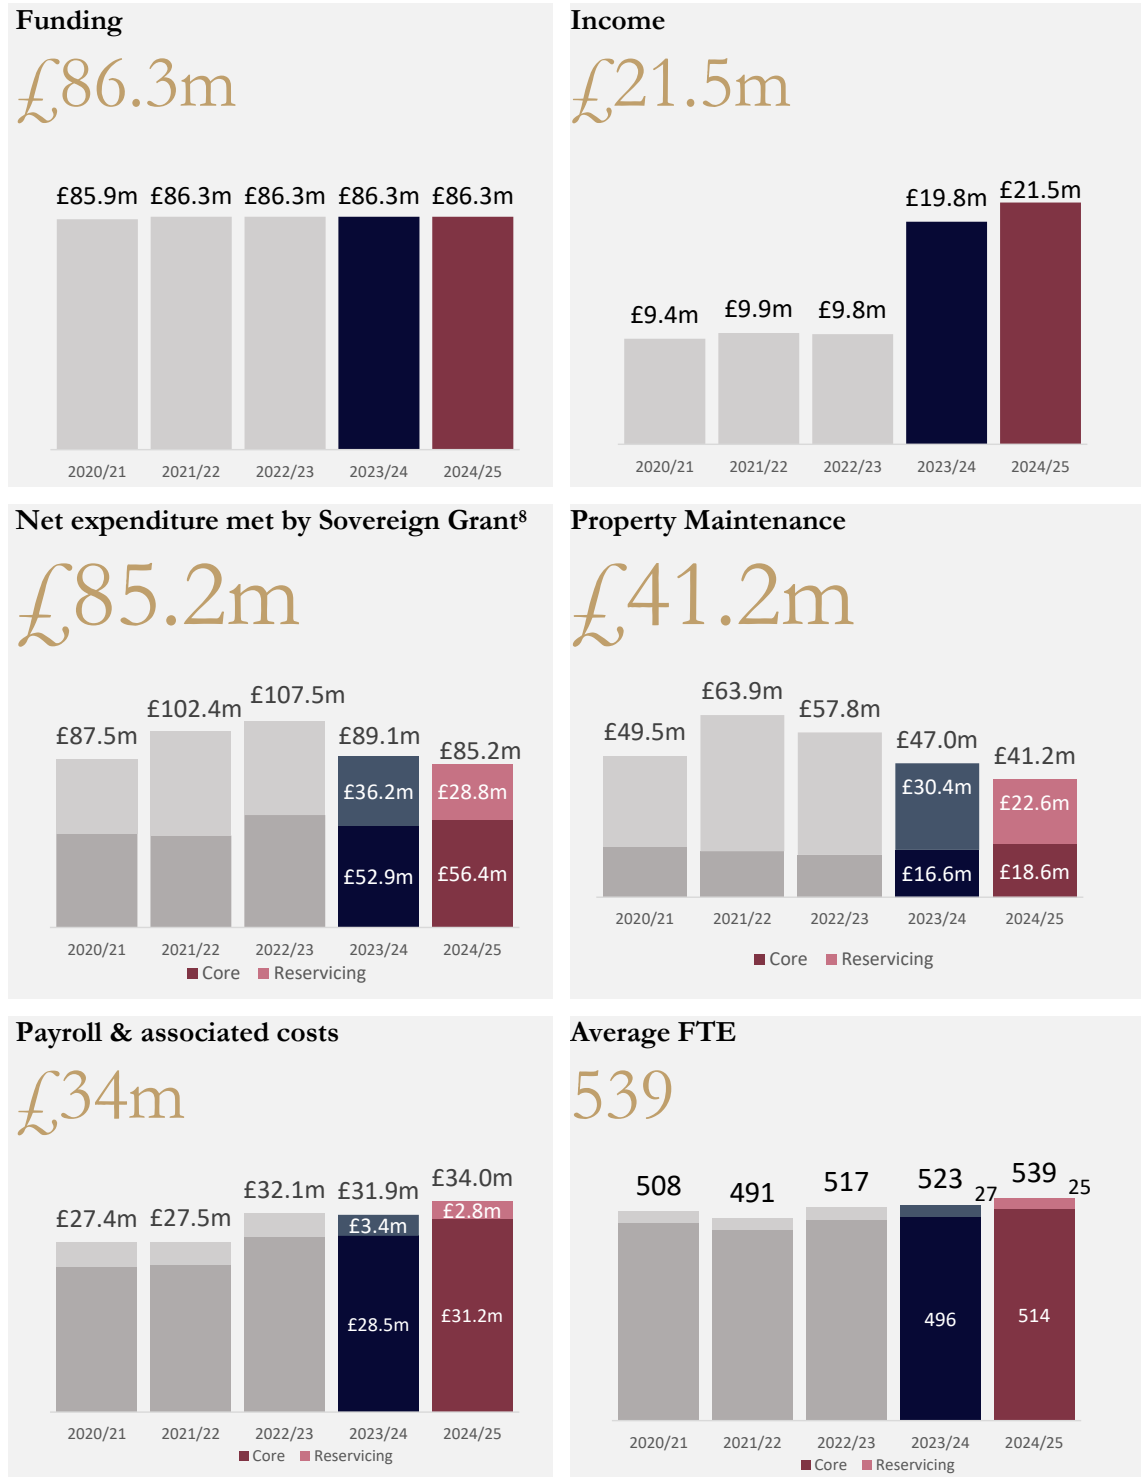 Funding
£86.3m
£85.9m £86.3m £86.3m £86.3m £86.3m
2020/21 2021/22 2022/23 2023/24 2024/25
Income
£21.5m
£9.4m £9.9m £9.8m £19.8m £21.5m
2020/21 2021/22 2022/23 2023/24 2024/25
Net expenditure met by Sovereign Grant⁸
£85.2m
£87.5m £102.4m £107.5m £89.1m £85.2m
£36.2m £28.8m
£52.9m £56.4m
2020/21 2021/22 2022/23 2023/24 2024/25
Core Reservicing
Property Maintenance
£41.2m
£49.5m £63.9m £57.8m £47.0m £41.2m
£30.4m £22.6m
£16.6m £18.6m
2020/21 2021/22 2022/23 2023/24 2024/25
Core Reservicing
Payroll & associated costs
£34m
£27.4m £27.5m £32.1m £31.9m £34.0m
£3.4m £2.8m
£28.5m £31.2m
2020/21 2021/22 2022/23 2023/24 2024/25
Core Reservicing
Average FTE
539
508 491 517 523 27 539 25
496 514
2020/21 2021/22 2022/23 2023/24 2024/25
Core Reservicing